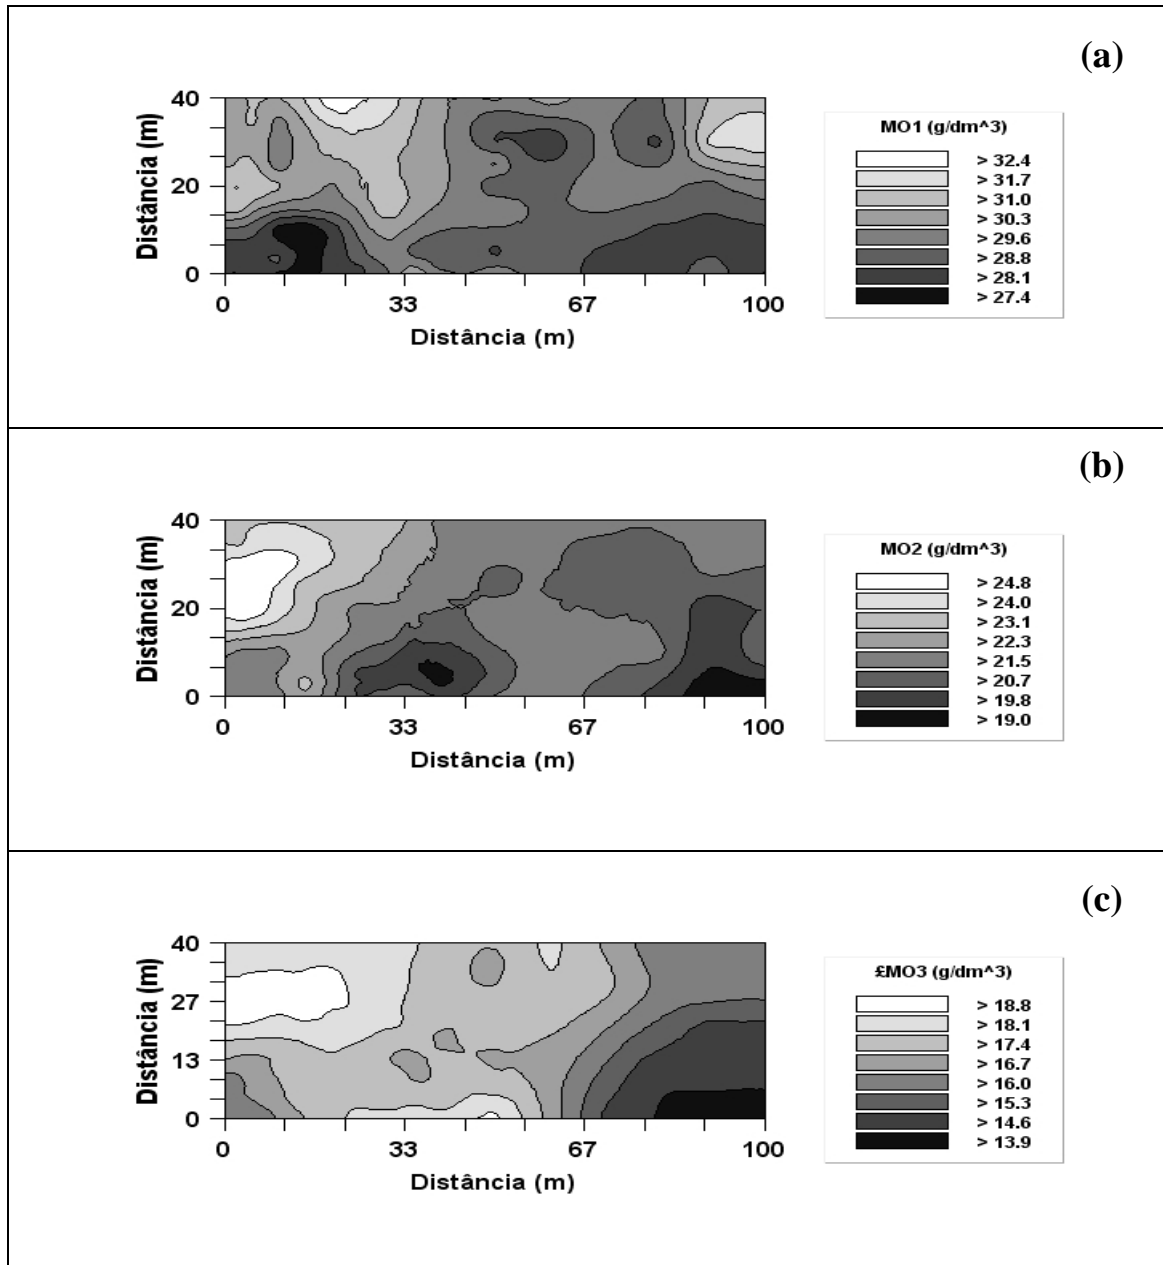 (a)
40
20
0
Distância (m)
0 33 67 100
Distância (m)
MO1 (g/dm^3)
> 32.4
> 31.7
> 31.0
> 30.3
> 29.6
> 28.8
> 28.1
> 27.4
(b)
40
20
0
Distância (m)
0 33 67 100
Distância (m)
MO2 (g/dm^3)
> 24.8
> 24.0
> 23.1
> 22.3
> 21.5
> 20.7
> 19.8
> 19.0
(c)
40
27
13
0
Distância (m)
0 33 67 100
Distância (m)
£MO3 (g/dm^3)
> 18.8
> 18.1
> 17.4
> 16.7
> 16.0
> 15.3
> 14.6
> 13.9